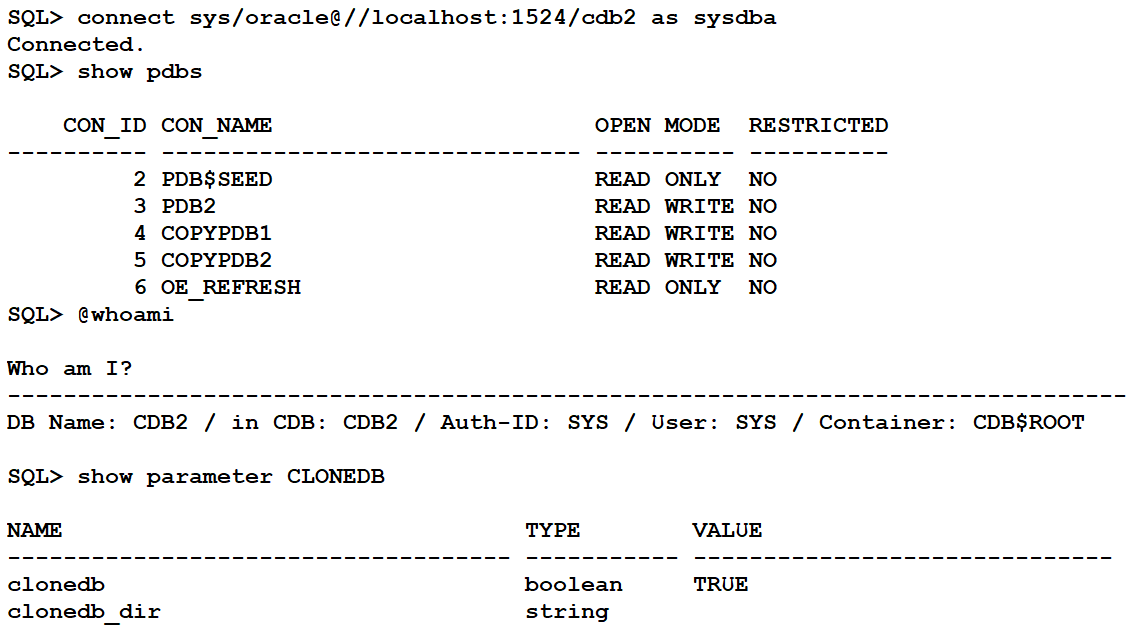 SQL> connect sys/oracle@//localhost:1524/cdb2 as sysdba
Connected.
SQL> show pdbs
CON_ID CON_NAME OPEN MODE RESTRICTED
---------- ------------------------------ ---------- ----------
2 PDB$SEED READ ONLY NO
3 PDB2 READ WRITE NO
4 COPYPDB1 READ WRITE NO
5 COPYPDB2 READ WRITE NO
6 OE_REFRESH READ ONLY NO
SQL> @whoami
Who am I?
--------------------------------------------------------------------------------
DB Name: CDB2 / in CDB: CDB2 / Auth-ID: SYS / User: SYS / Container: CDB$ROOT
SQL> show parameter CLONEDB
NAME TYPE VALUE
------------------------------------ ----------- ------------------------------
clonedb boolean TRUE
clonedb_dir string